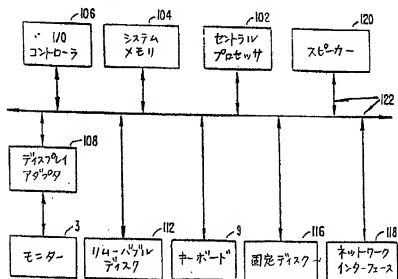 106
I/O
コントローラ
104
システム
メモリ
102
セントラル
プロセッサ
120
スピーカー
122
108
ディスプレイ
アダプタ
3
モニター
112
リムーバブル
ディスク
9
キーボード
116
固定ディスク
118
ネットワーク
インターフェース